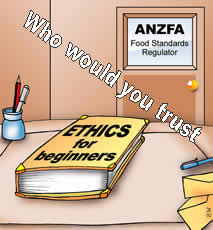 ANZFA
Food Standards
Regulator
Who would you trust
ETHICS
for
beginners